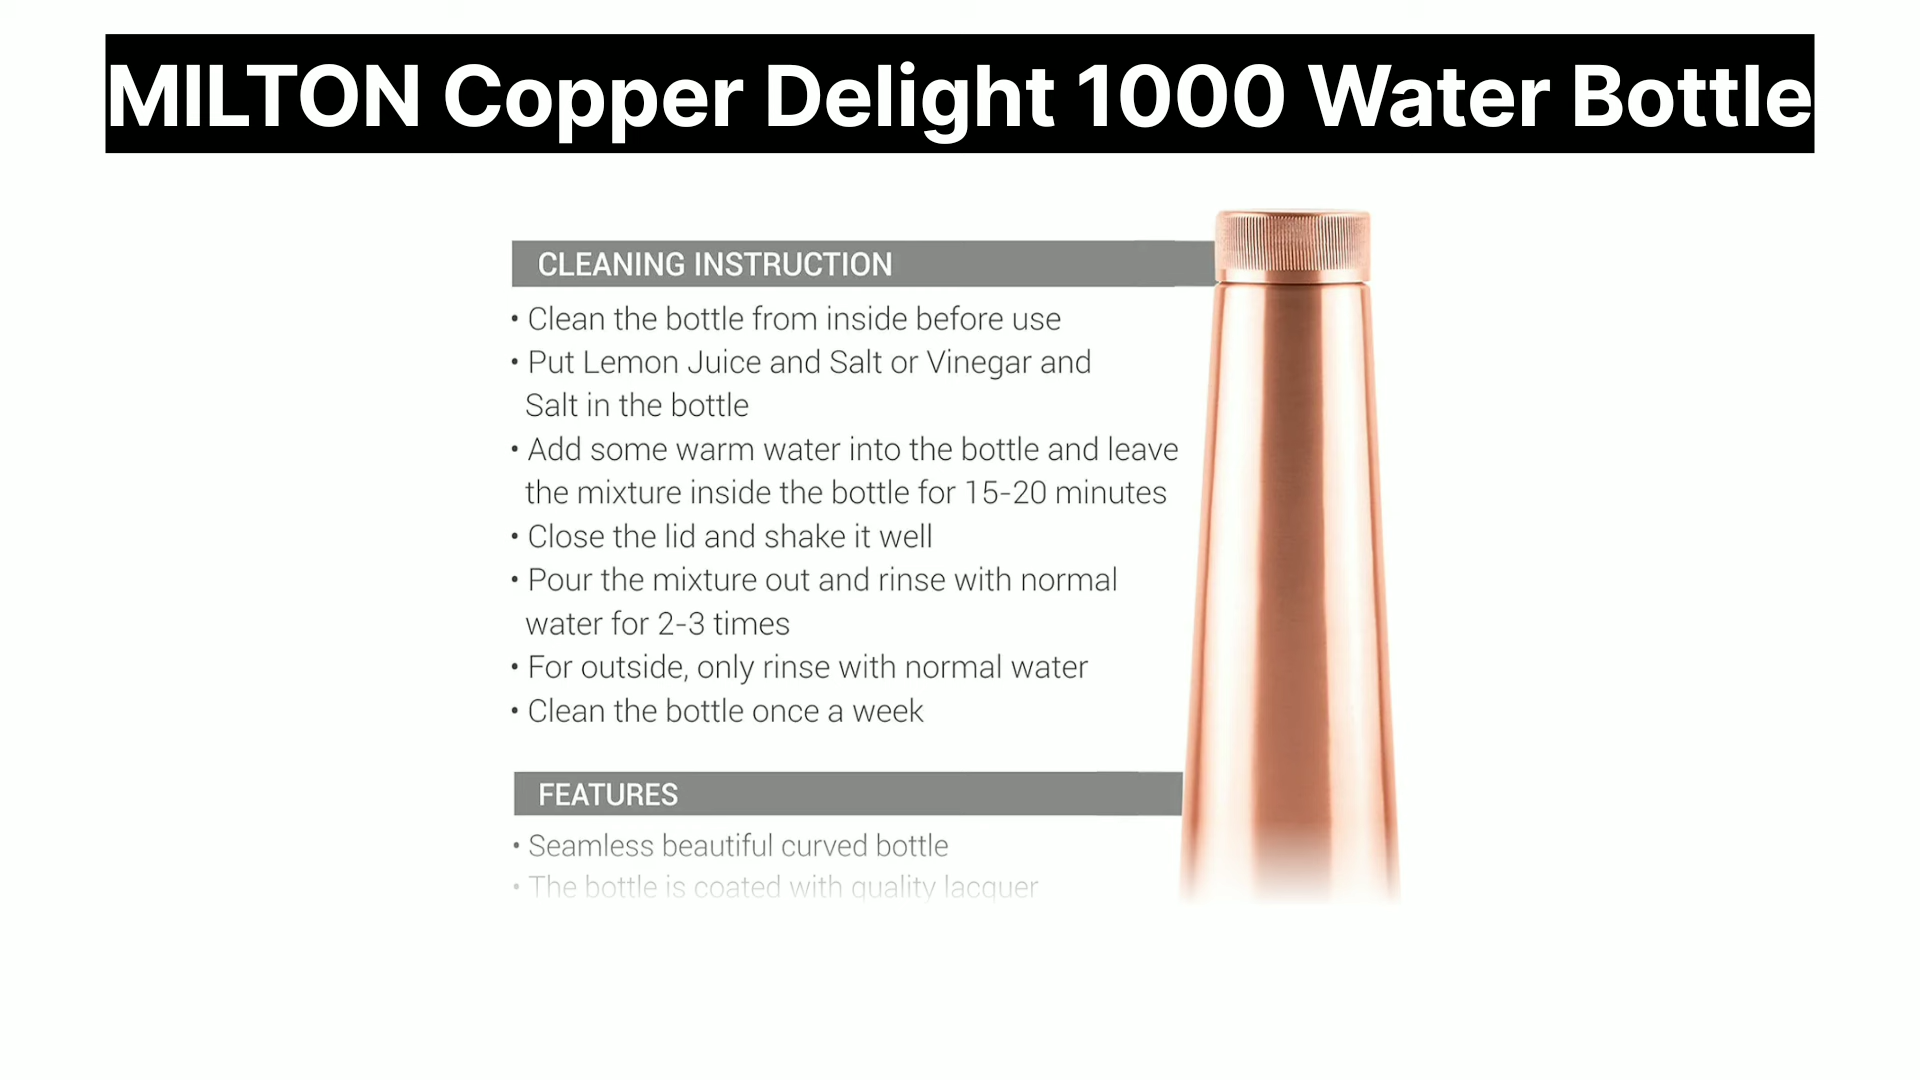 MILTON Copper Delight 1000 Water Bottle
CLEANING INSTRUCTION
• Clean the bottle from inside before use
• Put Lemon Juice and Salt or Vinegar and
Salt in the bottle
• Add some warm water into the bottle and leave
the mixture inside the bottle for 15-20 minutes
• Close the lid and shake it well
• Pour the mixture out and rinse with normal
water for 2-3 times
• For outside, only rinse with normal water
• Clean the bottle once a week
FEATURES
• Seamless beautiful curved bottle
• The bottle is coated with quality lacquer